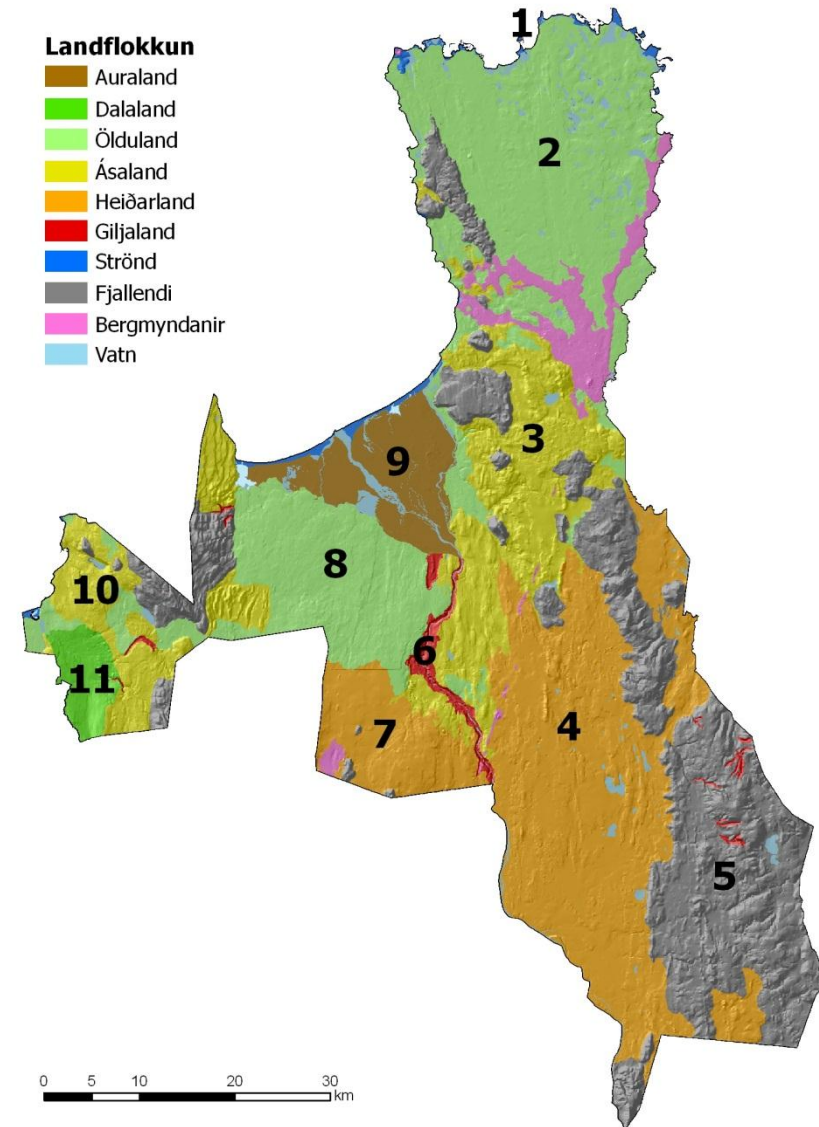 Landflokkun
Auraland
Dalaland
Ölduland
Ásaland
Heiðarland
Giljaland
Strönd
Fjallendi
Bergmyndanir
Vatn
1
2
3
9
8
10
6
11
7
4
5
0 5 10 20 30
km